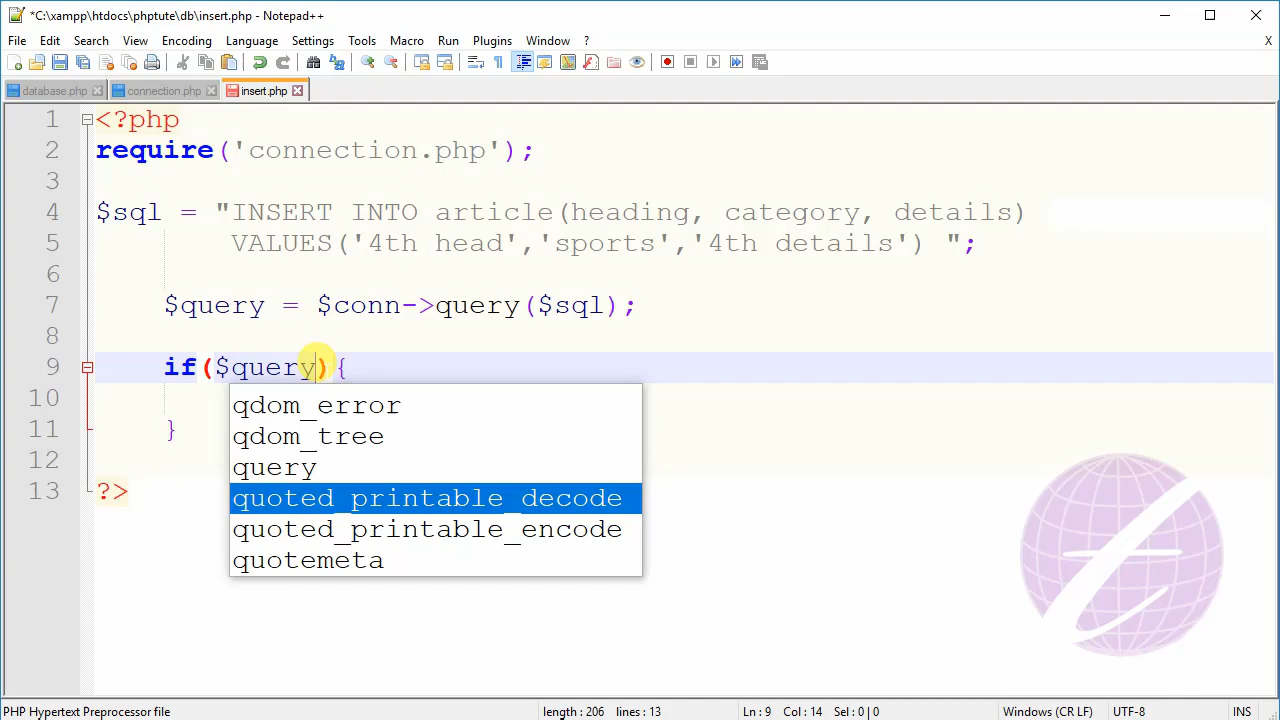 *C:\xampp\htdocs\phptute\db\insert.php - Notepad++
File Edit Search View Encoding Language Settings Tools Macro Run Plugins Window ? X
database.php connection.php insert.php
1 <?php
2 require('connection.php');
3
4 $sql = "INSERT INTO article(heading, category, details)
5 VALUES('4th head','sports','4th details') ";
6
7 $query = $conn->query($sql);
8
9 if($query){
qdom_error
10
qdom_tree
11 }
query
12
quoted_printable_decode
13 ?>
quoted_printable_encode
quotemeta
PHP Hypertext Preprocessor file length : 206 lines : 13 Ln : 9 Col : 14 Sel : 0 | 0 Windows (CR LF) UTF-8 INS